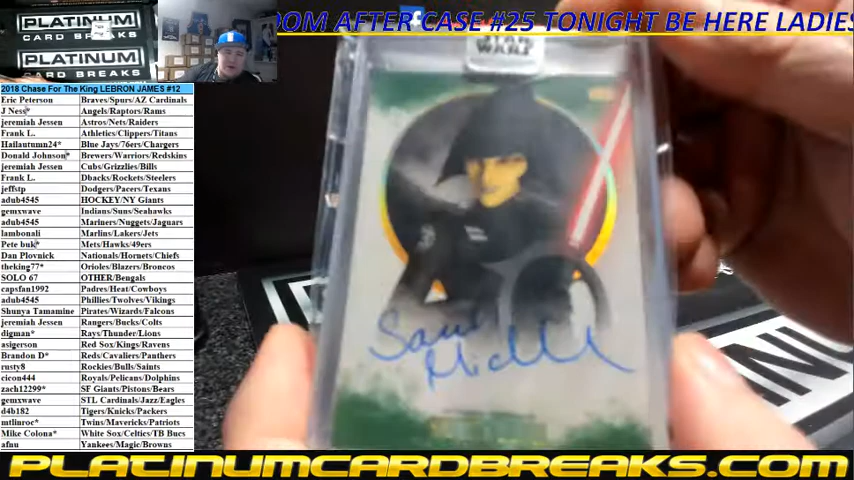 OOM AFTER CASE #25 TONIGHT BE HERE LADIES
PLATINUM
CARD BREAKS
PLATINUM
CARD BREAKS
STAR
WARS
2018 Chase For The King LEBRON JAMES #12
Eric Peterson Braves/Spurs/AZ Cardinals
J Ness* Angels/Raptors/Rams
jeremiah Jessen Astros/Nets/Raiders
Frank L. Athletics/Clippers/Titans
Hailautumn24* Blue Jays/76ers/Chargers
Donald Johnson* Brewers/Warriors/Redskins
jeremiah Jessen Cubs/Grizzlies/Bills
Frank L. Dbacks/Rockets/Steelers
jeffstp Dodgers/Pacers/Texans
adub4545 HOCKEY/NY Giants
gemxwave Indians/Suns/Seahawks
adub4545 Mariners/Nuggets/Jaguars
lambonali Marlins/Lakers/Jets
Pete buk* Mets/Hawks/49ers
Dan Plovnick Nationals/Hornets/Chiefs
theking77* Orioles/Blazers/Broncos
SOLO 67 OTHER/Bengals
capsfan1992 Padres/Heat/Cowboys
adub4545 Phillies/Twolves/Vikings
Shunya Tamamine Pirates/Wizards/Falcons
jeremiah Jessen Rangers/Bucks/Colts
digman* Rays/Thunder/Lions
asigerson Red Sox/Kings/Ravens
Brandon D* Reds/Cavaliers/Panthers
rusty8 Rockies/Bulls/Saints
cicon444 Royals/Pelicans/Dolphins
zach12299* SF Giants/Pistons/Bears
gemxwave STL Cardinals/Jazz/Eagles
d4b182 Tigers/Knicks/Packers
mtlinroc* Twins/Mavericks/Patriots
Mike Colona* White Sox/Celtics/TB Bucs
afnu Yankees/Magic/Browns
PLATINUMCARDBREAKS.COM